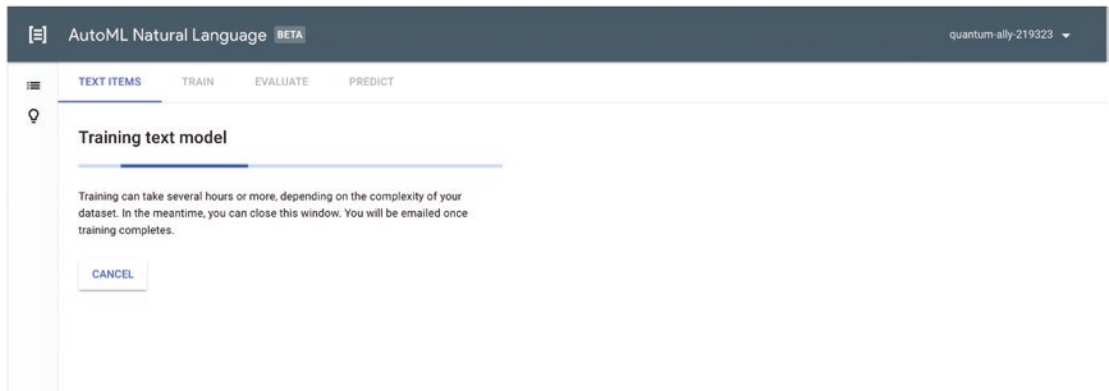 AutoML Natural Language BETA
quantum-ally-219323
TEXT ITEMS TRAIN EVALUATE PREDICT
Training text model
Training can take several hours or more, depending on the complexity of your
dataset. In the meantime, you can close this window. You will be emailed once
training completes.
CANCEL